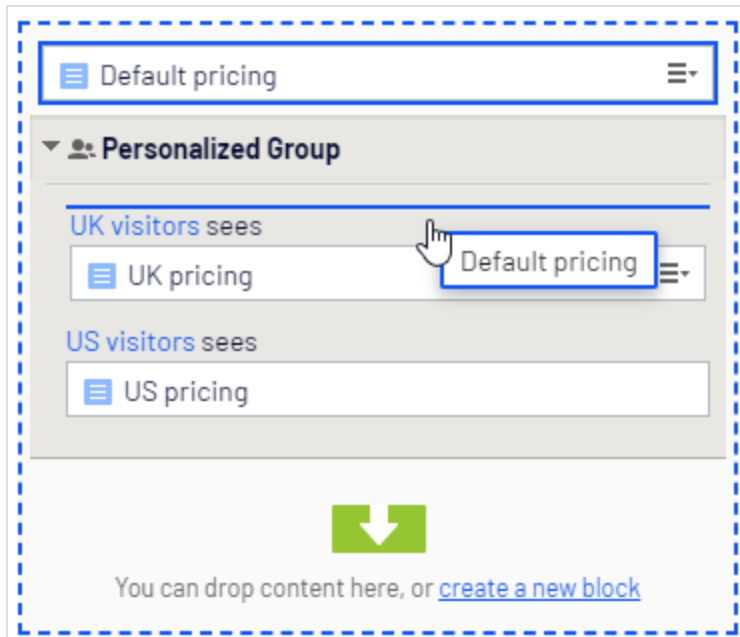 Default pricing
Personalized Group
UK visitors sees
UK pricing
Default pricing
US visitors sees
US pricing
You can drop content here, or create a new block